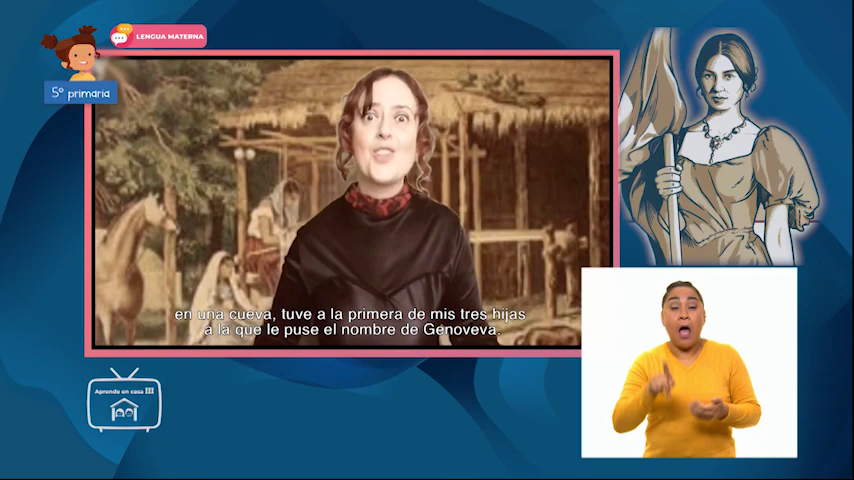 LENGUA MATERNA
5º primaria
en una cueva, tuve a la primera de mis tres hijas
a la que le puse el nombre de Genoveva.
Aprende en casa III